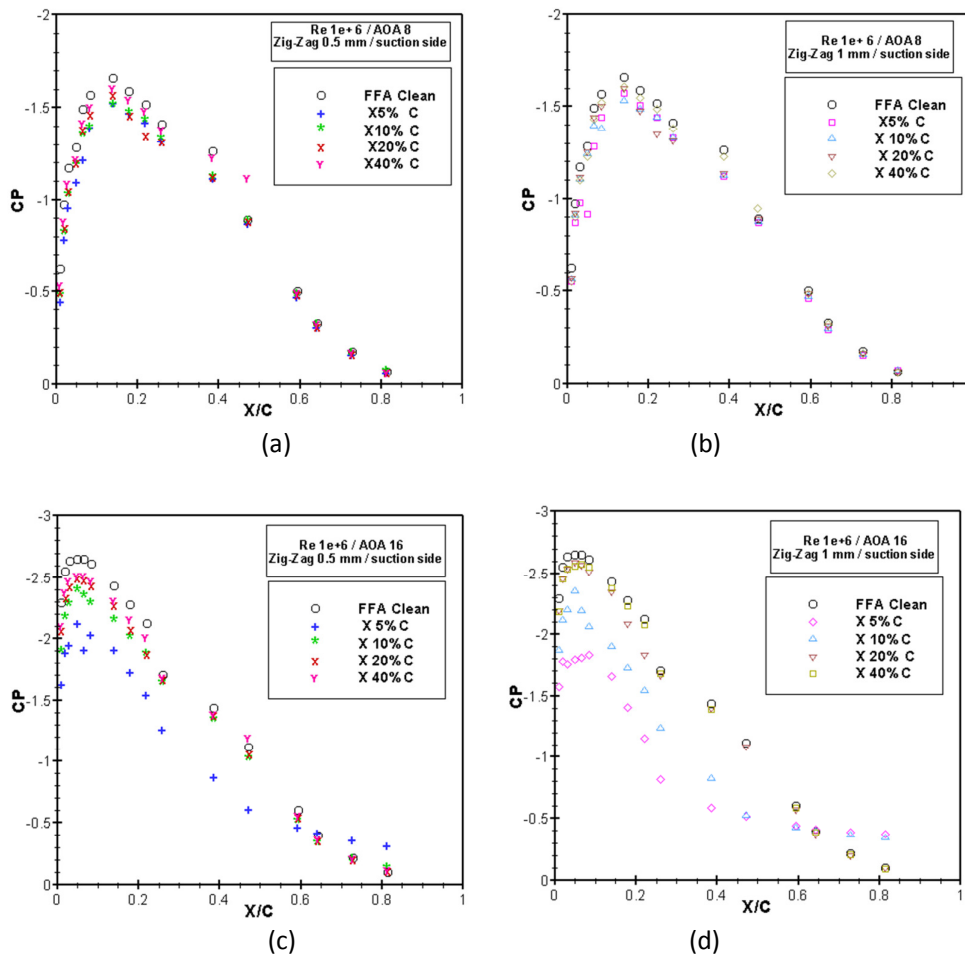 Re 1e+ 6 / AOA 8
Zig-Zag 0.5 mm / suction side
FFA Clean
X5% C
X10% C
X20% C
X40% C
-2
-1.5
-1
-0.5
0
CP
0 0.2 0.4 0.6 0.8 1
X/C
(a)
Re 1e+ 6 / AOA 8
Zig-Zag 1 mm / suction side
FFA Clean
X5% C
X 10% C
X 20% C
X 40% C
-2
-1.5
-1
-0.5
0
CP
0 0.2 0.4 0.6 0.8 1
X/C
(b)
Re 1e+6 / AOA 16
Zig-Zag 0.5 mm / suction side
FFA Clean
X 5% C
X 10% C
X 20% C
X 40% C
-3
-2.5
-2
-1.5
-1
-0.5
0
CP
0 0.2 0.4 0.6 0.8 1
X/C
(c)
Re 1e+6 / AOA 16
Zig-Zag 1 mm / suction side
FFA Clean
X 5% C
X 10% C
X 20% C
X 40% C
-3
-2.5
-2
-1.5
-1
-0.5
0
CP
0 0.2 0.4 0.6 0.8 1
X/C
(d)